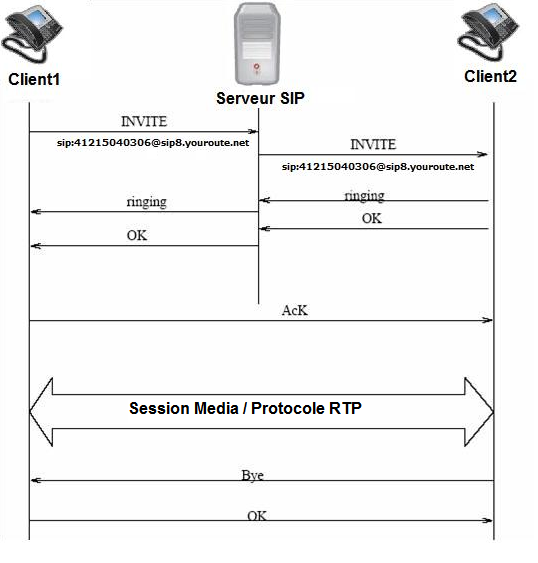 Client1
Serveur SIP
Client2
INVITE
sip:41215040306@sip8.youroute.net
INVITE
sip:41215040306@sip8.youroute.net
ringing
ringing
OK
OK
AcK
Session Media / Protocole RTP
Bye
OK